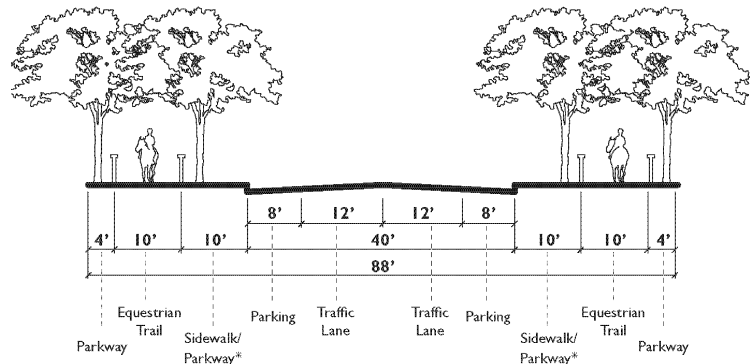 8’ 12’ 12’ 8’
4’ 10’ 10’ 40’ 10’ 10’ 4’
88’
Parkway
Equestrian
Trail
Sidewalk/
Parkway*
Parking
Traffic
Lane
Traffic
Lane
Parking
Sidewalk/
Parkway*
Equestrian
Trail
Parkway